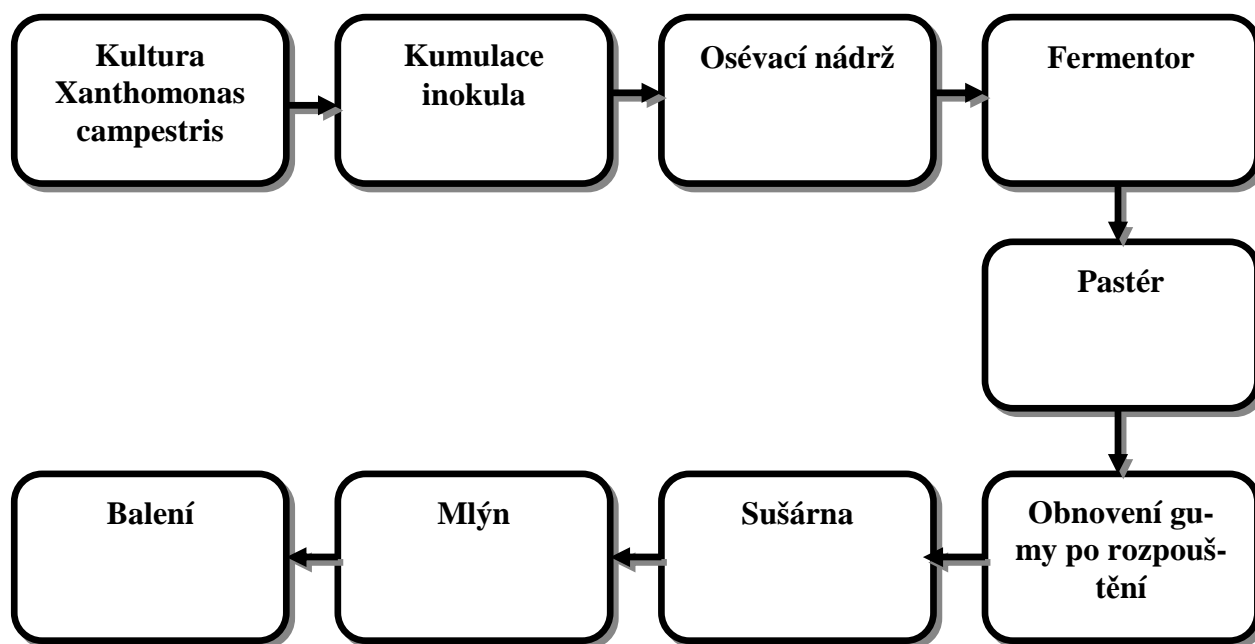 Kultura
Xanthomonas
campestris
Kumulace
inokula
Osévací nádrž
Fermentor
Pastér
Obnovení gu-
my po rozpouš-
tění
Sušárna
Mlýn
Balení